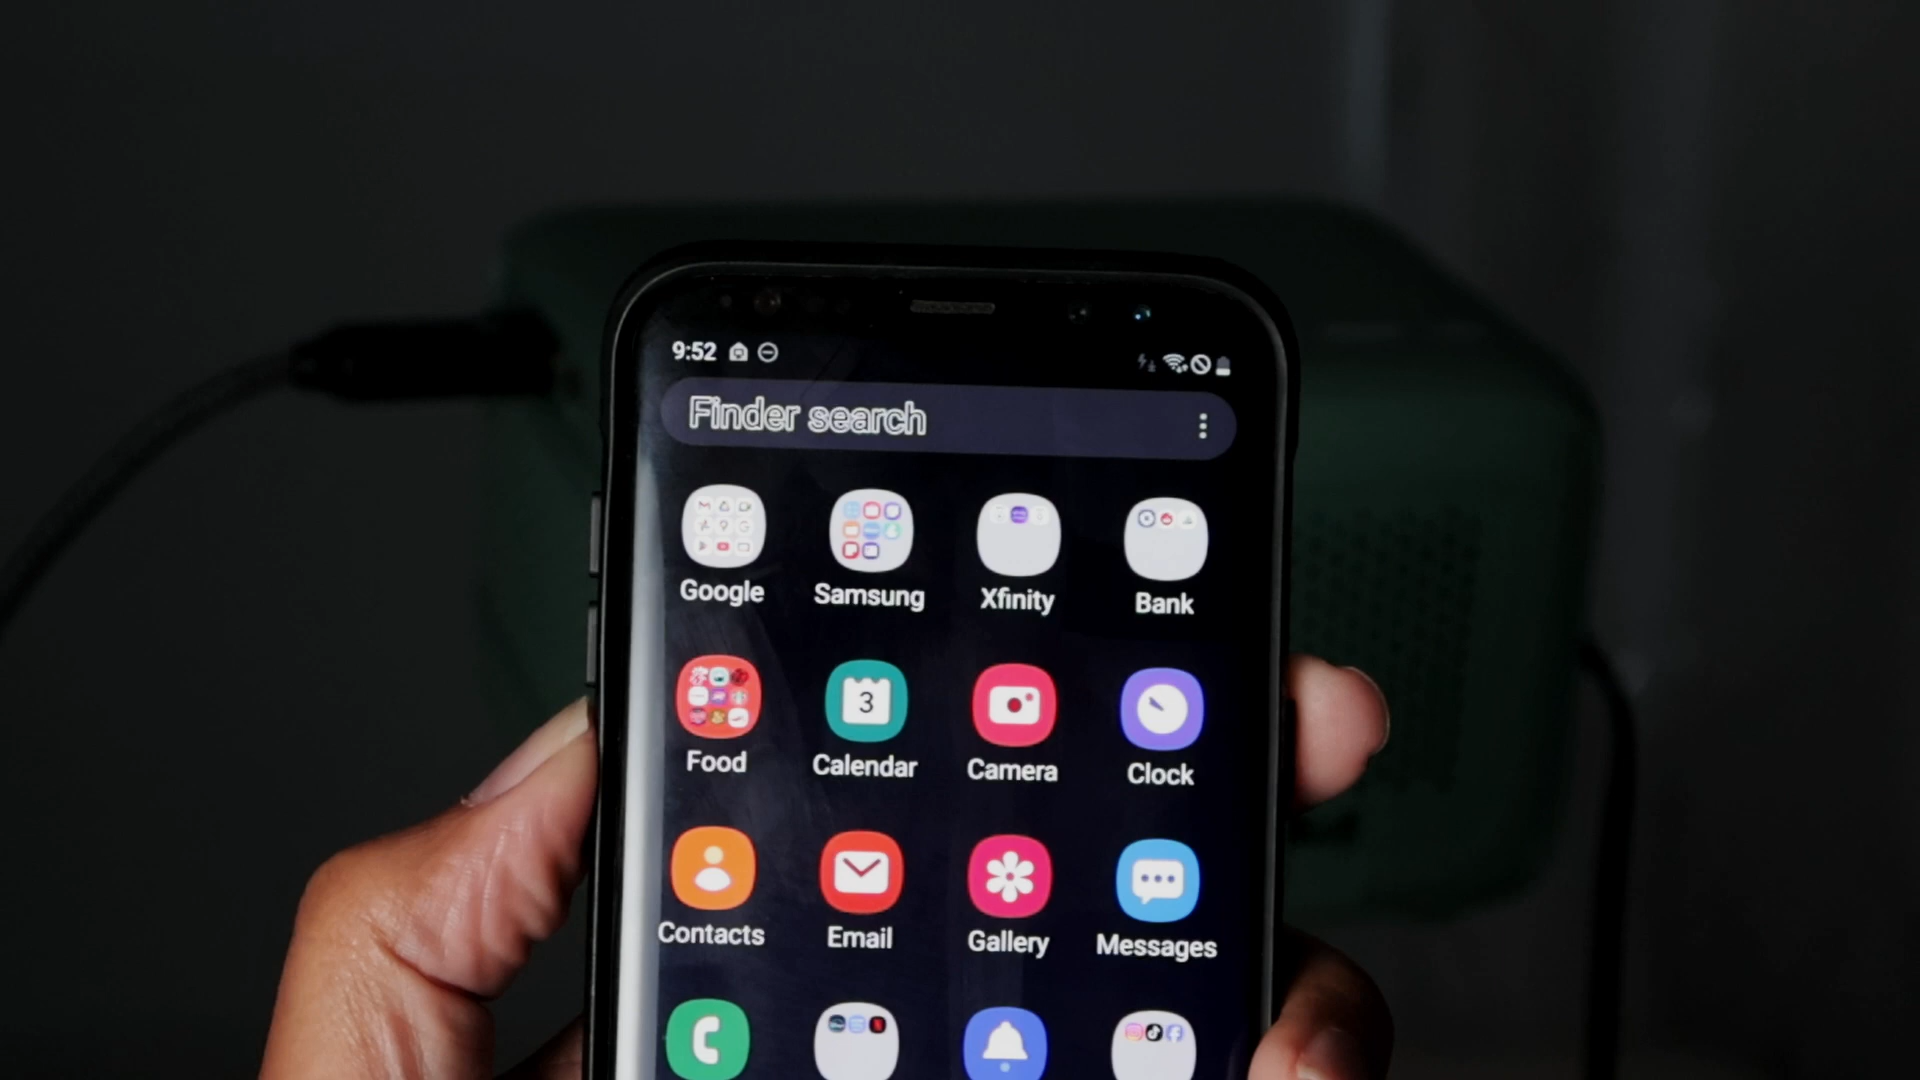 9:52
Finder search
Google Samsung Xfinity Bank
3
Food Calendar Camera Clock
Contacts Email Gallery Messages